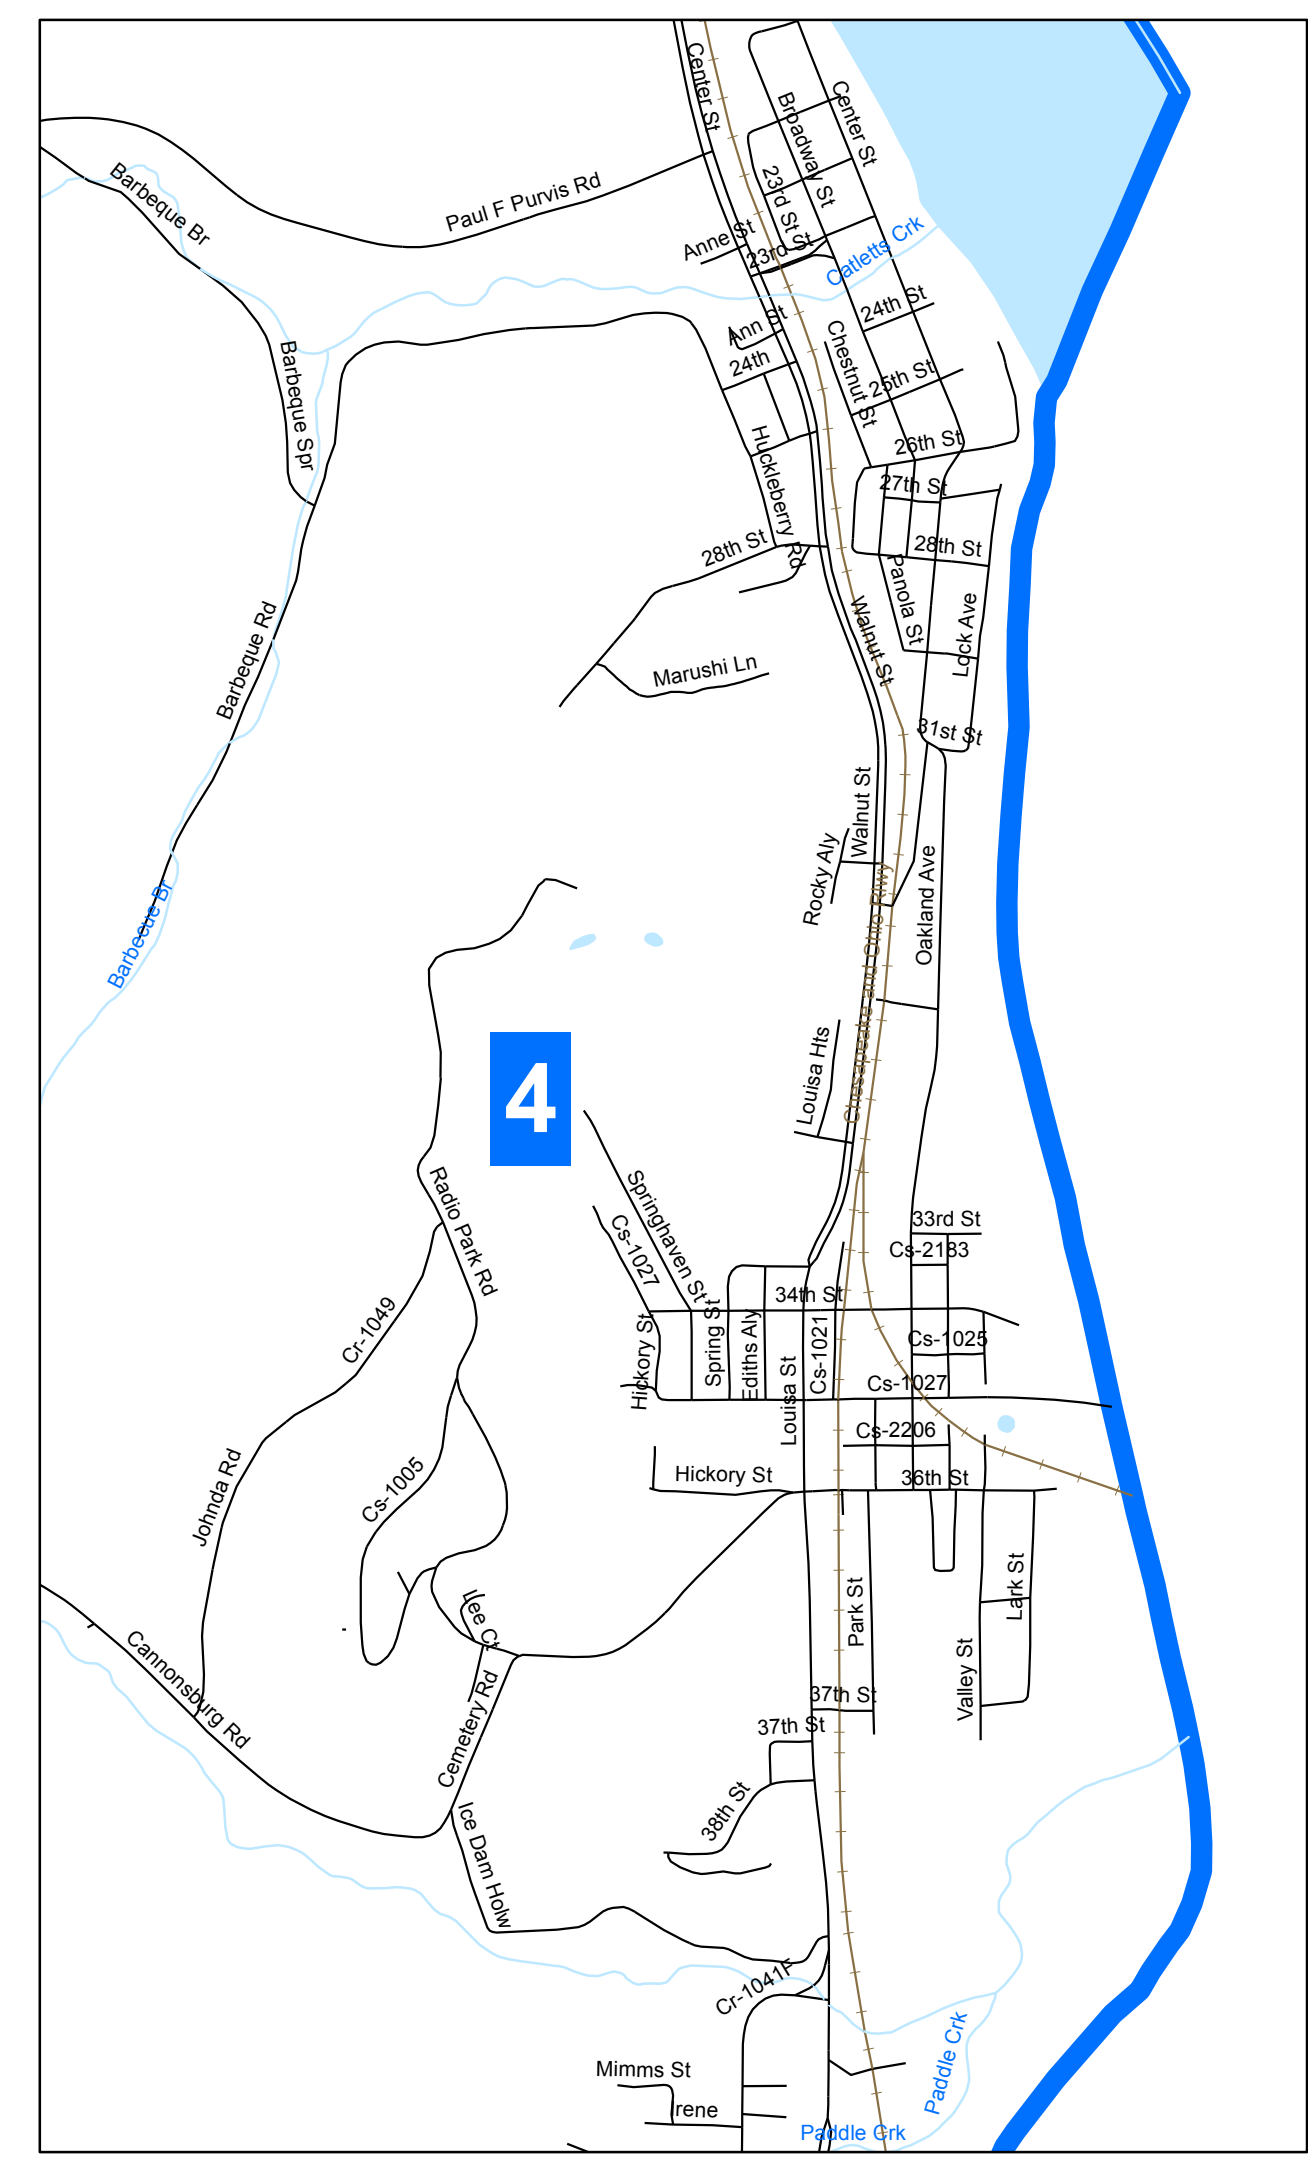 Center St
Broadway St
Center St
Barbeque Br
Paul F Purvis Rd
23rd St
Anne St
23rd St
Catletts Crk
24th St
Ann St
Chestnut St
24th
25th St
Barbeque Spr
Huckleberry Rd
26th St
27th St
28th St
28th St
Panola St
Walnut St
Lock Ave
Barbeque Rd
Marushi Ln
31st St
Walnut St
Rocky Aly
Oakland Ave
Chesapeake and Ohio Rlwy
Barbecue Br
Louisa Hts
4
Radio Park Rd
Springhaven St
Cs-1027
33rd St
Cs-2183
34th St
Cr-1049
Hickory St
Spring St
Ediths Aly
Louisa St
Cs-1021
Cs-1025
Cs-1027
Cs-2206
Johnda Rd
Cs-1005
Hickory St
36th St
Lee Ct
Park St
Lark St
Valley St
Cannonsburg Rd
Cemetery Rd
37th St
37th St
38th St
Ice Dam Holw
Cr-1041F
Paddle Crk
Mimms St
Irene
Paddle Crk